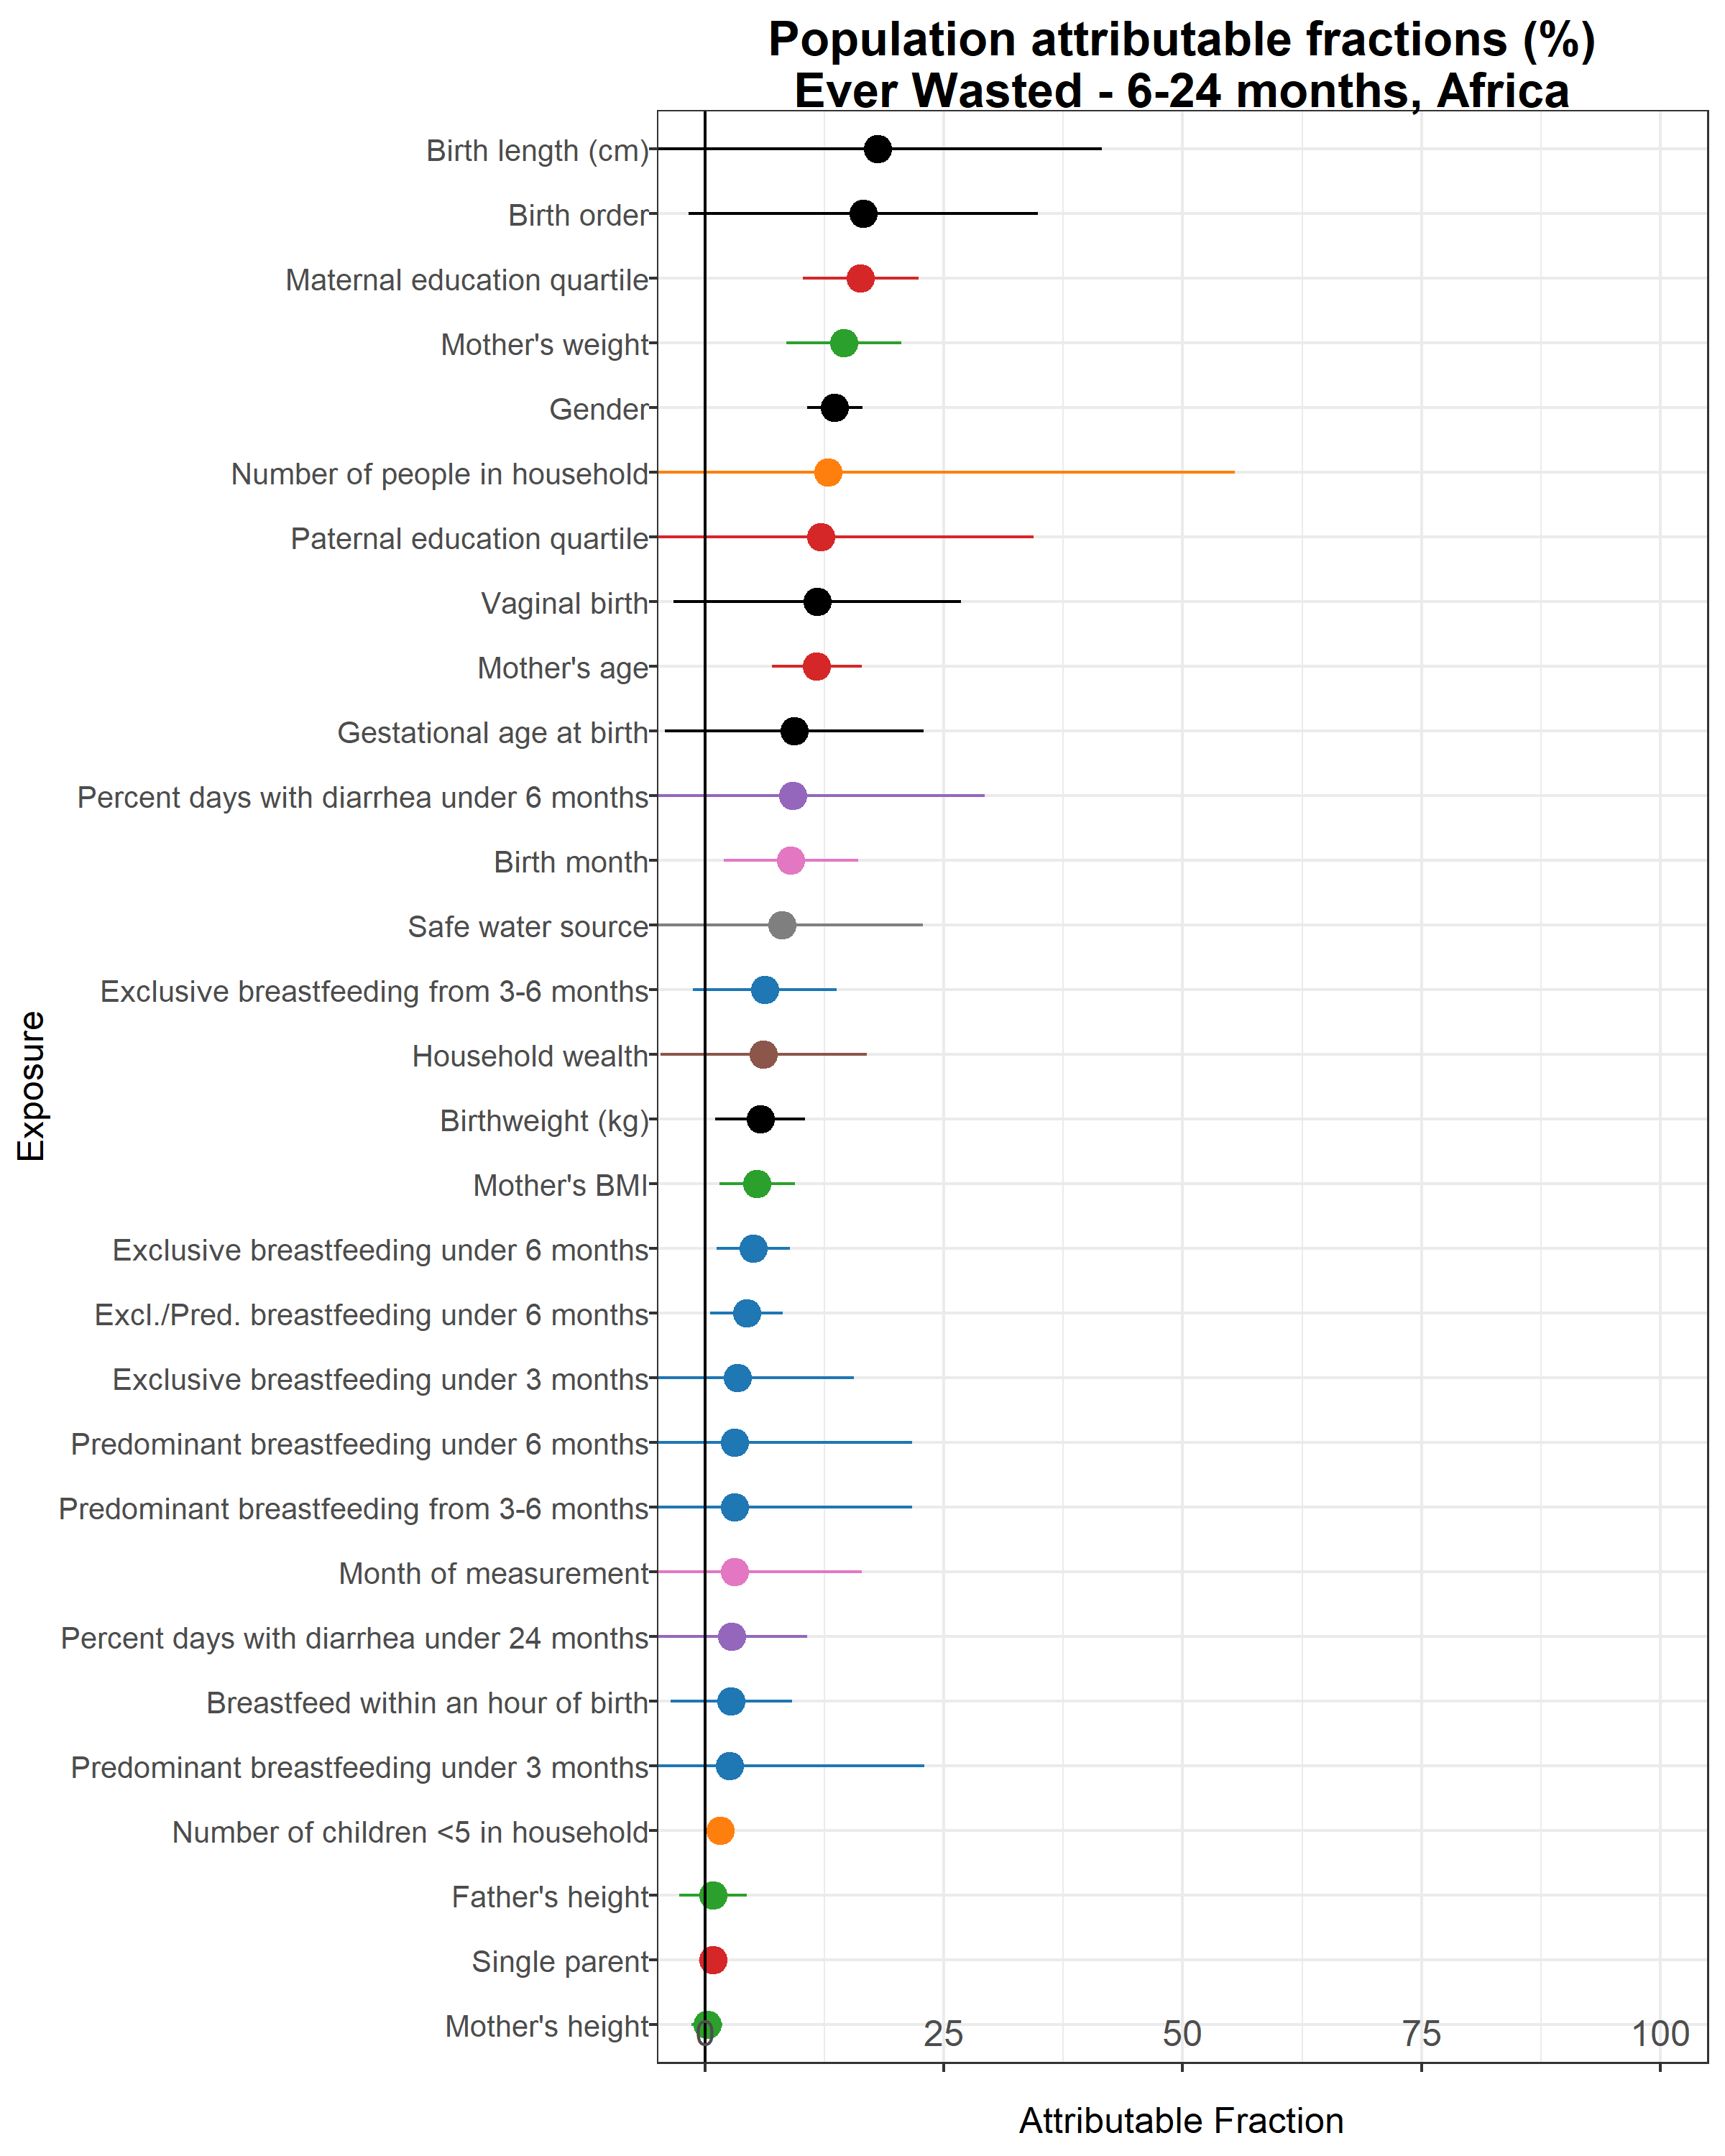 Population attributable fractions (%)
Ever Wasted - 6-24 months, Africa
Birth length (cm)
Birth order
Maternal education quartile
Mother's weight
Gender
Number of people in household
Paternal education quartile
Vaginal birth
Mother's age
Gestational age at birth
Percent days with diarrhea under 6 months
Birth month
Safe water source
Exclusive breastfeeding from 3-6 months
Household wealth
Birthweight (kg)
Mother's BMI
Exclusive breastfeeding under 6 months
Excl./Pred. breastfeeding under 6 months
Exclusive breastfeeding under 3 months
Predominant breastfeeding under 6 months
Predominant breastfeeding from 3-6 months
Month of measurement
Percent days with diarrhea under 24 months
Breastfeed within an hour of birth
Predominant breastfeeding under 3 months
Number of children <5 in household
Father's height
Single parent
Mother's height
Exposure
0 25 50 75 100
Attributable Fraction